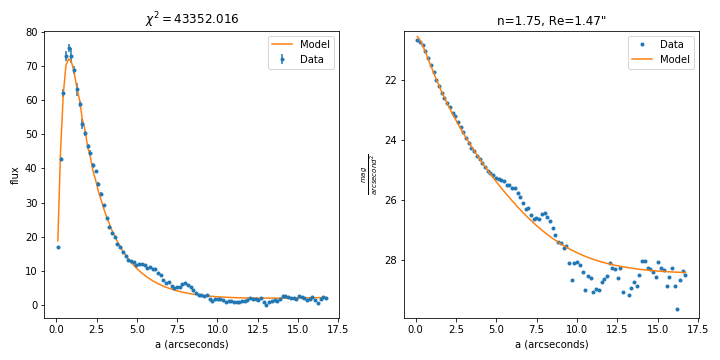 χ² = 43352.016
80
70
60
50
40
30
20
10
0
flux
0.0 2.5 5.0 7.5 10.0 12.5 15.0 17.5
a (arcseconds)
Model
Data
n=1.75, Re=1.47"
22
24
26
28
mag
arcsecond²
0.0 2.5 5.0 7.5 10.0 12.5 15.0 17.5
a (arcseconds)
Data
Model